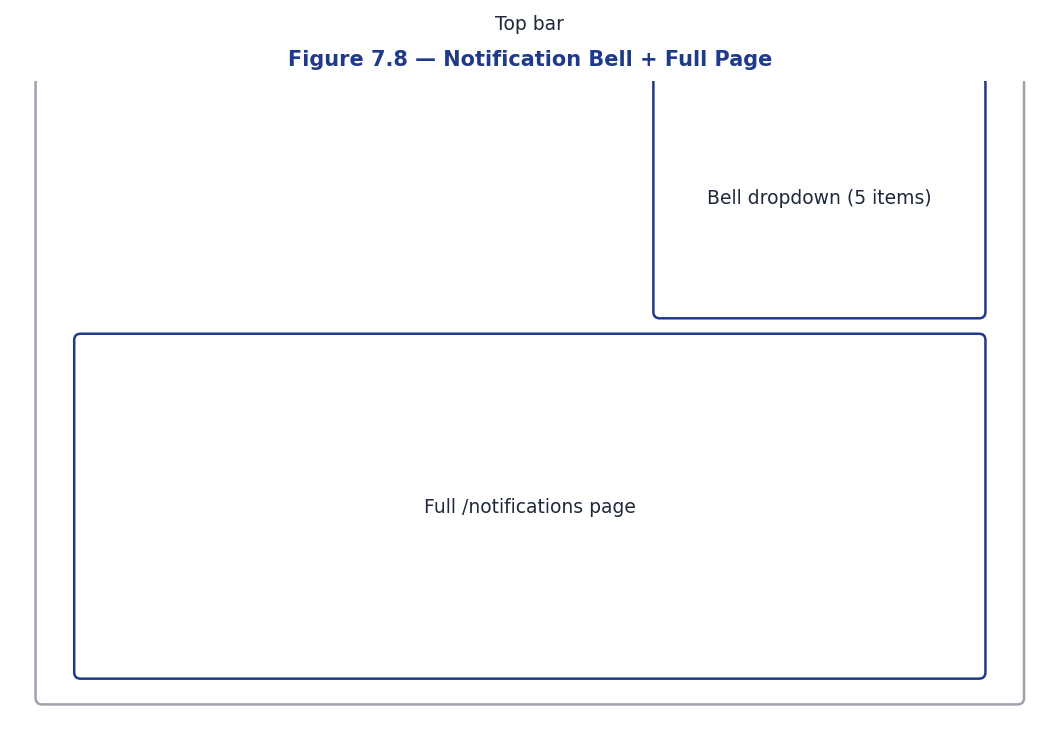 Top bar
Figure 7.8 — Notification Bell + Full Page
Bell dropdown (5 items)
Full /notifications page